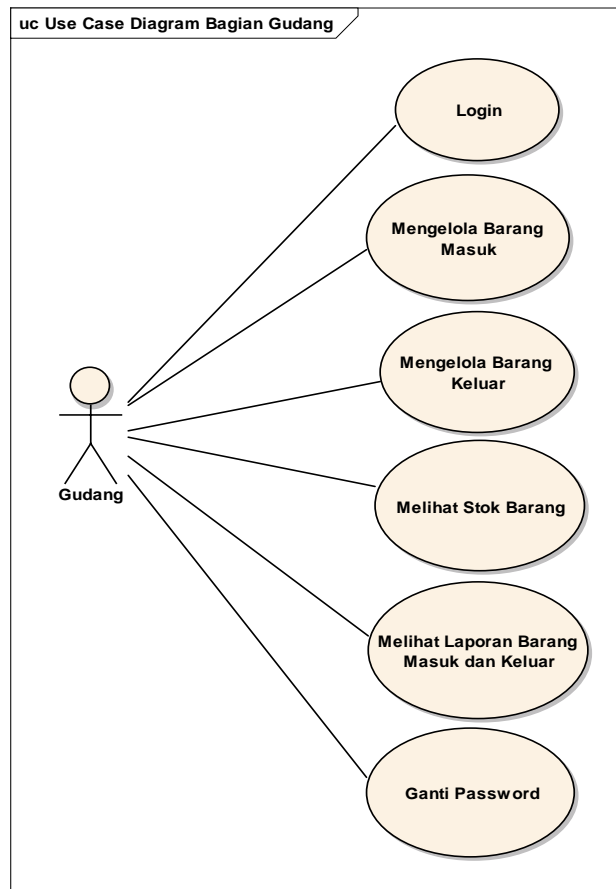 uc Use Case Diagram Bagian Gudang
Login
Mengelola Barang
Masuk
Mengelola Barang
Keluar
Gudang
Melihat Stok Barang
Melihat Laporan Barang
Masuk dan Keluar
Ganti Password